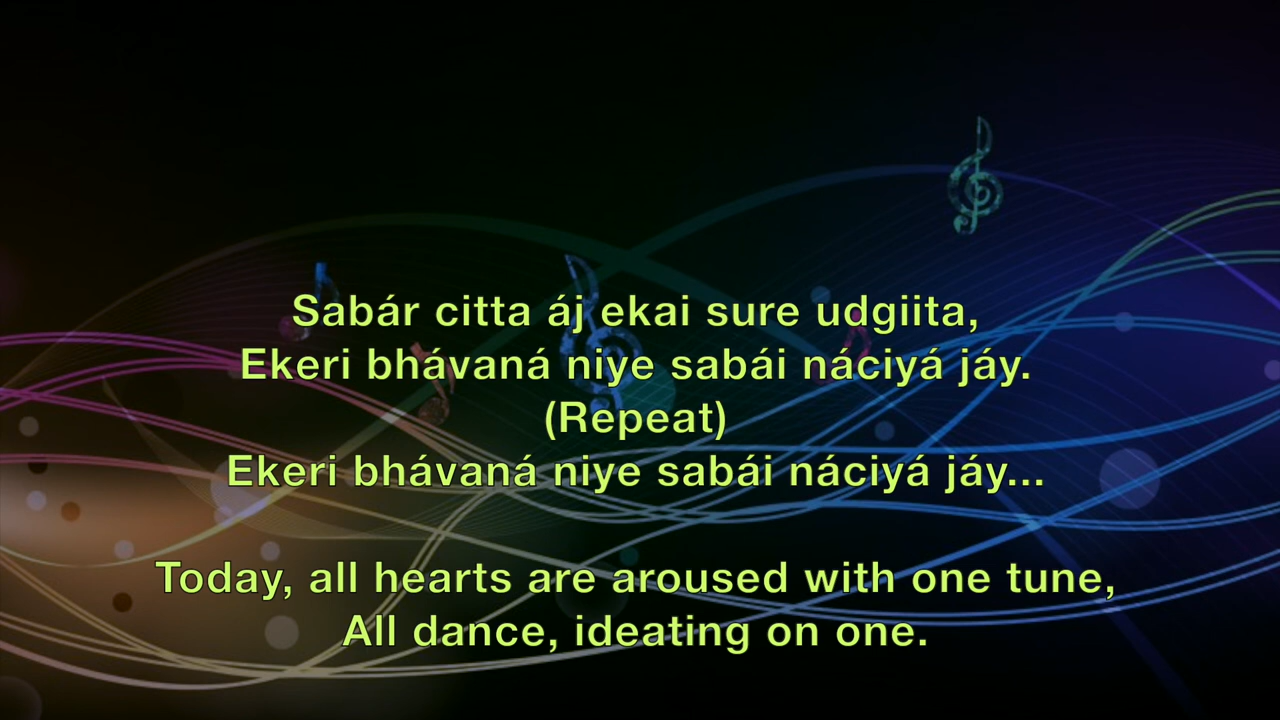 Sabár citta áj ekai sure udgiita,
Ekeri bhávaná niye sabái náciyá jáy.
(Repeat)
Ekeri bhávaná niye sabái náciyá jáy...
Today, all hearts are aroused with one tune,
All dance, ideating on one.